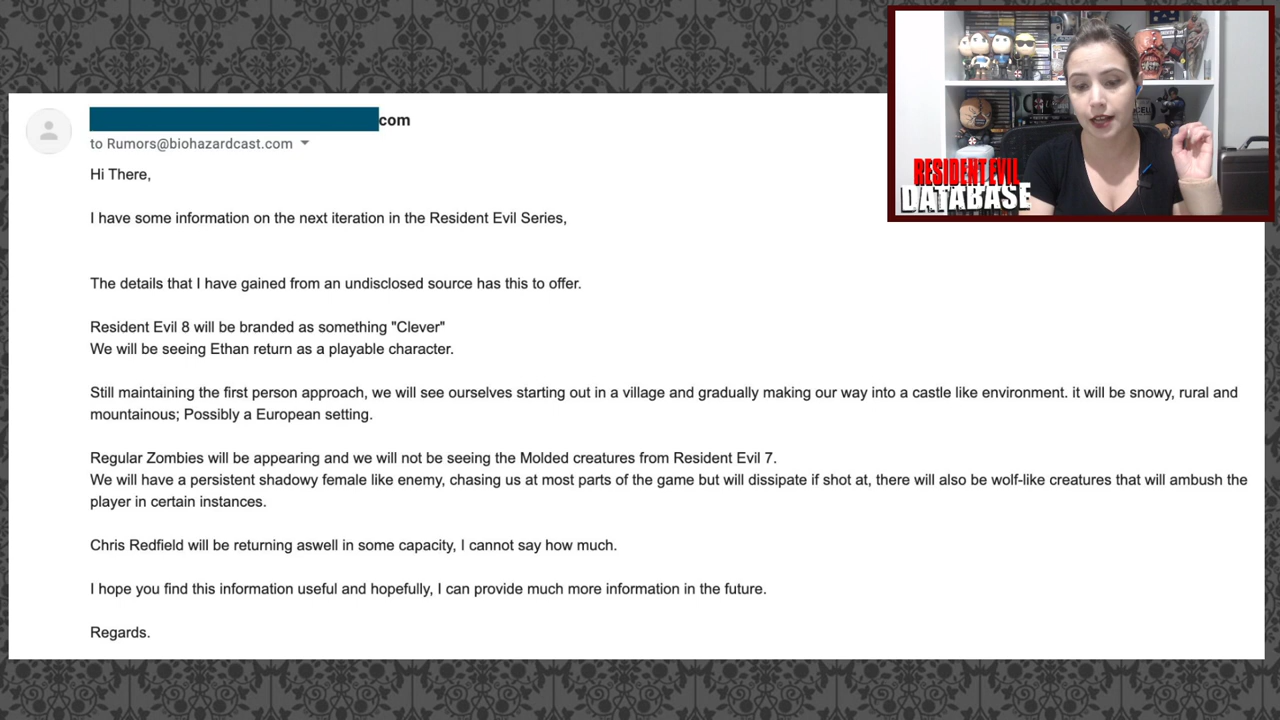 com
to Rumors@biohazardcast.com
Hi There,
I have some information on the next iteration in the Resident Evil Series,
The details that I have gained from an undisclosed source has this to offer.
Resident Evil 8 will be branded as something "Clever"
We will be seeing Ethan return as a playable character.
Still maintaining the first person approach, we will see ourselves starting out in a village and gradually making our way into a castle like environment. it will be snowy, rural and
mountainous; Possibly a European setting.
Regular Zombies will be appearing and we will not be seeing the Molded creatures from Resident Evil 7.
We will have a persistent shadowy female like enemy, chasing us at most parts of the game but will dissipate if shot at, there will also be wolf-like creatures that will ambush the
player in certain instances.
Chris Redfield will be returning aswell in some capacity, I cannot say how much.
I hope you find this information useful and hopefully, I can provide much more information in the future.
Regards.
RESIDENT EVIL
DATABASE